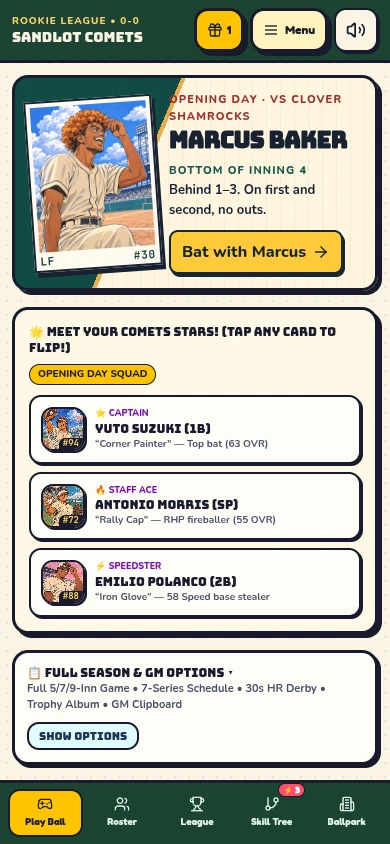 ROOKIE LEAGUE • 0-0
SANDLOT COMETS
1
Menu
OPENING DAY · VS CLOVER
SHAMROCKS
MARCUS BAKER
BOTTOM OF INNING 4
Behind 1–3. On first and
second, no outs.
Bat with Marcus →
LF #30
🌟 MEET YOUR COMETS STARS! (TAP ANY CARD TO
FLIP!)
OPENING DAY SQUAD
⭐ CAPTAIN
YUTO SUZUKI (1B)
“Corner Painter” — Top bat (63 OVR)
#94
🔥 STAFF ACE
ANTONIO MORRIS (SP)
“Rally Cap” — RHP fireballer (55 OVR)
#72
⚡ SPEEDSTER
EMILIO POLANCO (2B)
“Iron Glove” — 58 Speed base stealer
#88
📋 FULL SEASON & GM OPTIONS ▾
Full 5/7/9-Inn Game • 7-Series Schedule • 30s HR Derby •
Trophy Album • GM Clipboard
SHOW OPTIONS
⚡ 3
Play Ball
Roster
League
Skill Tree
Ballpark